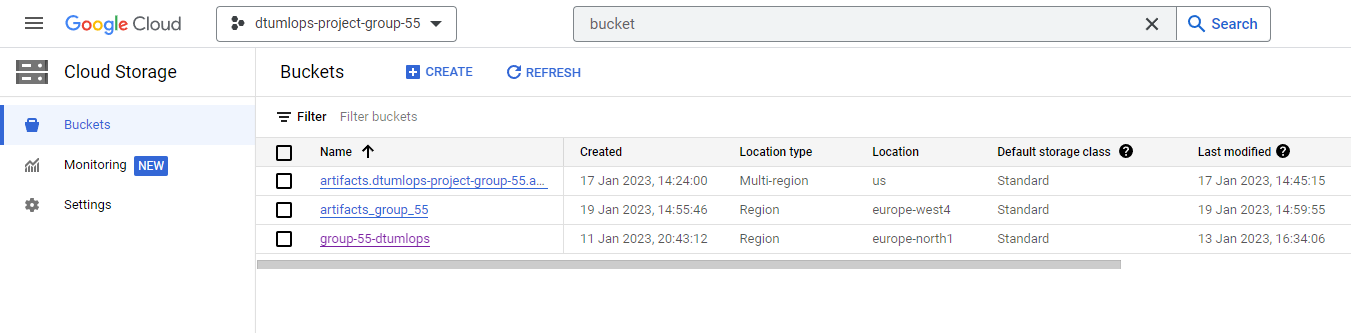 Google Cloud dtumlops-project-group-55 bucket Search
Cloud Storage Buckets CREATE REFRESH
Buckets
Monitoring NEW
Settings
Filter Filter buckets
Name Created Location type Location Default storage class Last modified
artifacts.dtumlops-project-group-55.a... 17 Jan 2023, 14:24:00 Multi-region us Standard 17 Jan 2023, 14:45:15
artifacts_group_55 19 Jan 2023, 14:55:46 Region europe-west4 Standard 19 Jan 2023, 14:59:55
group-55-dtumlops 11 Jan 2023, 20:43:12 Region europe-north1 Standard 13 Jan 2023, 16:34:06